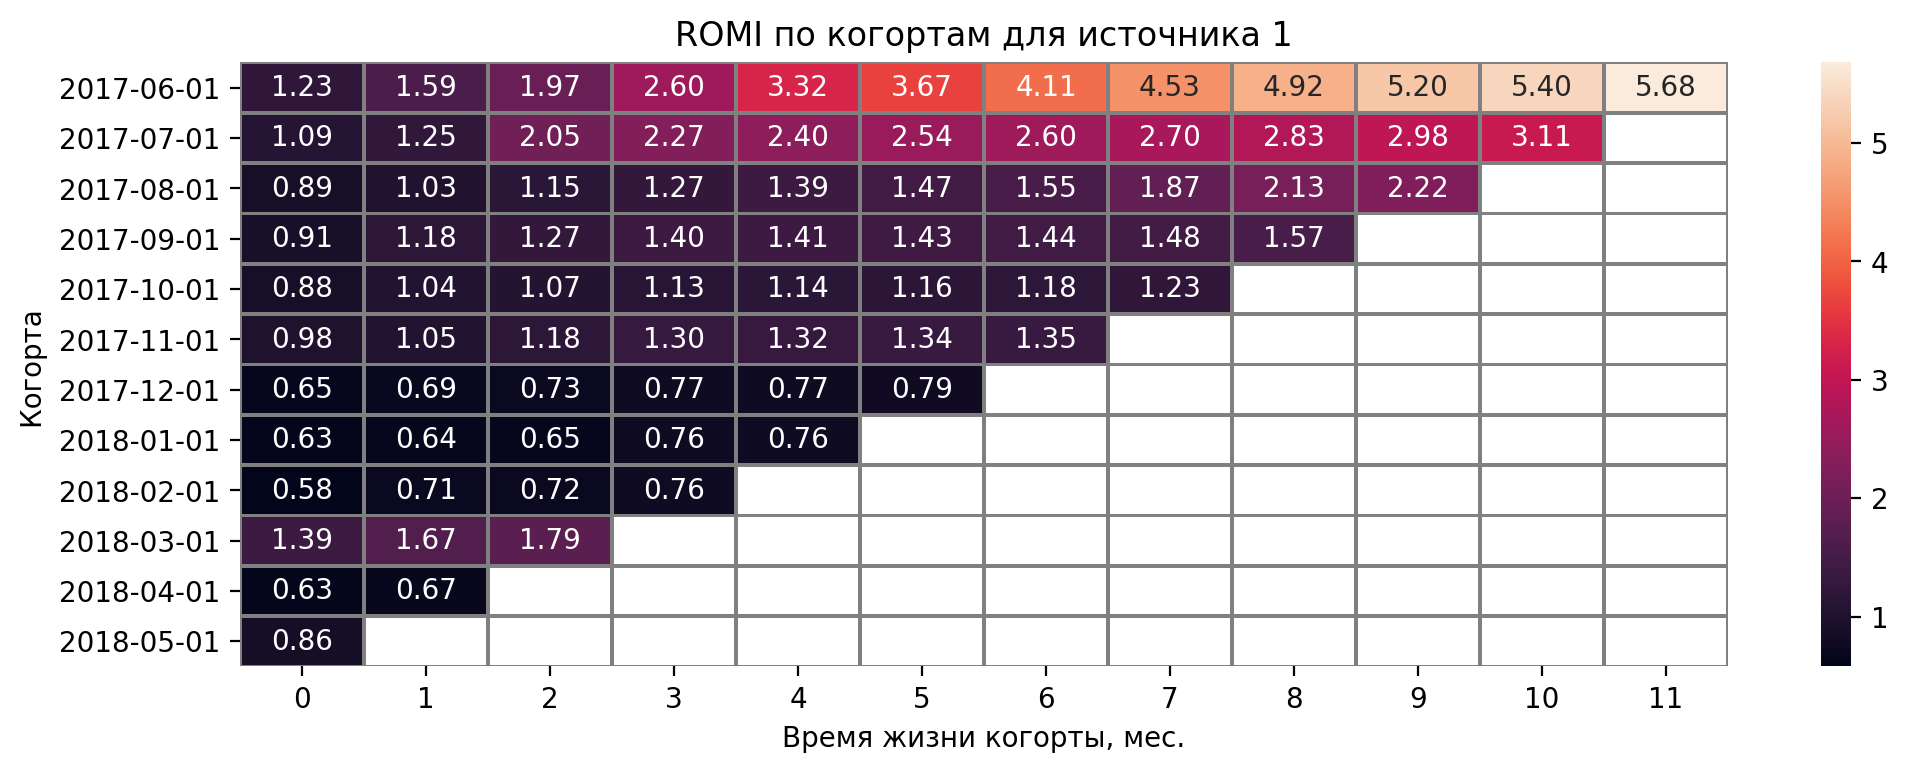 ROMI по когортам для источника 1
Когорта
2017-06-01 1.23 1.59 1.97 2.60 3.32 3.67 4.11 4.53 4.92 5.20 5.40 5.68
2017-07-01 1.09 1.25 2.05 2.27 2.40 2.54 2.60 2.70 2.83 2.98 3.11
2017-08-01 0.89 1.03 1.15 1.27 1.39 1.47 1.55 1.87 2.13 2.22
2017-09-01 0.91 1.18 1.27 1.40 1.41 1.43 1.44 1.48 1.57
2017-10-01 0.88 1.04 1.07 1.13 1.14 1.16 1.18 1.23
2017-11-01 0.98 1.05 1.18 1.30 1.32 1.34 1.35
2017-12-01 0.65 0.69 0.73 0.77 0.77 0.79
2018-01-01 0.63 0.64 0.65 0.76 0.76
2018-02-01 0.58 0.71 0.72 0.76
2018-03-01 1.39 1.67 1.79
2018-04-01 0.63 0.67
2018-05-01 0.86
0 1 2 3 4 5 6 7 8 9 10 11
Время жизни когорты, мес.
5
4
3
2
1